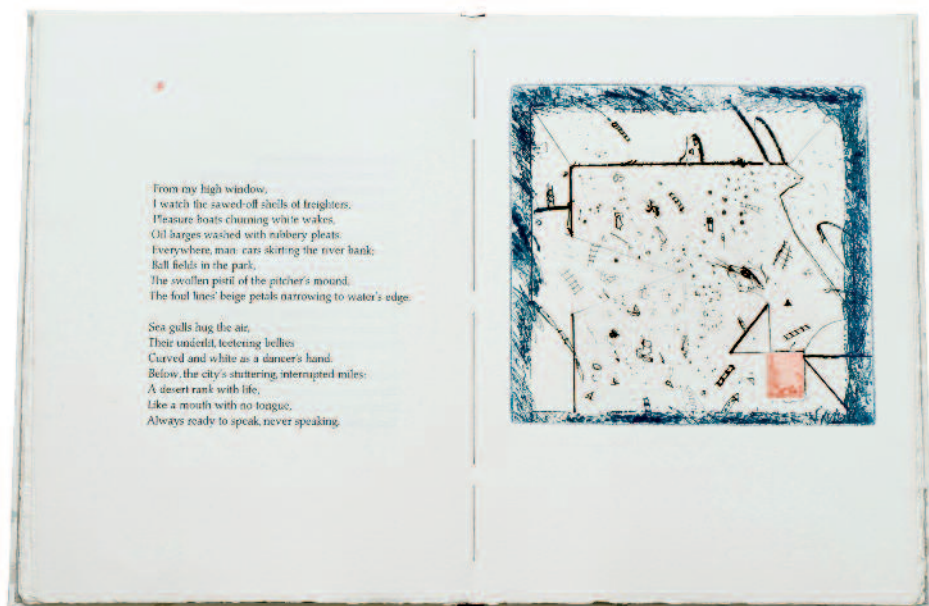 From my high window,
I watch the sawed-off shells of freighters,
Pleasure boats churning white wakes,
Oil barges washed with rubbery pleats.
Everywhere, man: cars skirting the river bank;
Ball fields in the park,
The swollen pistil of the pitcher's mound,
The foul lines' beige petals narrowing to water's edge.

Sea gulls hug the air,
Their underlit, teetering bellies
Curved and white as a dancer's hand.
Below, the city's stuttering, interrupted miles:
A desert rank with life,
Like a mouth with no tongue,
Always ready to speak, never speaking.